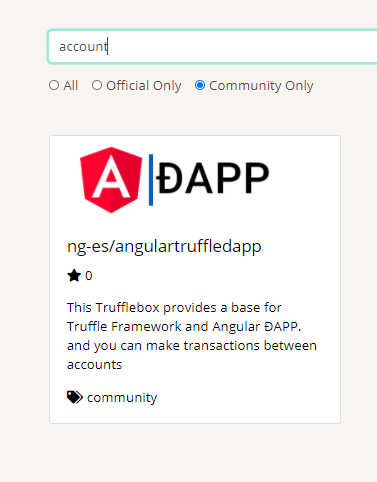 account
All Official Only Community Only
A ĐAPP
ng-es/angulartruffledapp
0
This Trufflebox provides a base for
Truffle Framework and Angular ĐAPP.
and you can make transactions between
accounts
community